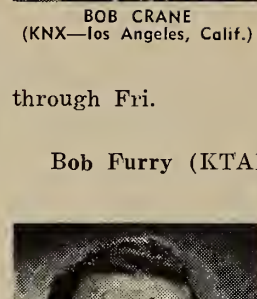 BOB CRANE
(KNX—los Angeles, Calif.)
through Fri.
Bob Furry (KTA